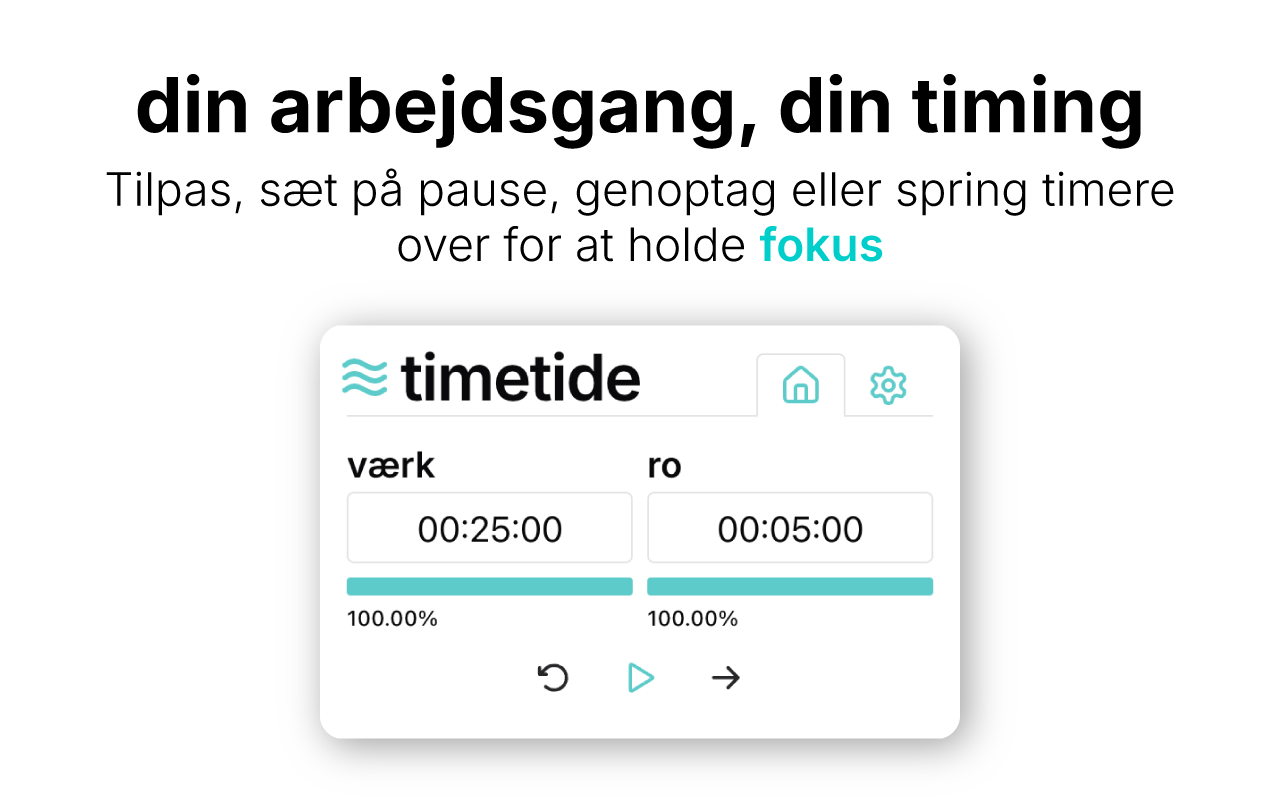 din arbejdsgang, din timing
Tilpas, sæt på pause, genoptag eller spring timere
over for at holde fokus
timetide
værk
ro
00:25:00
00:05:00
100.00%
100.00%